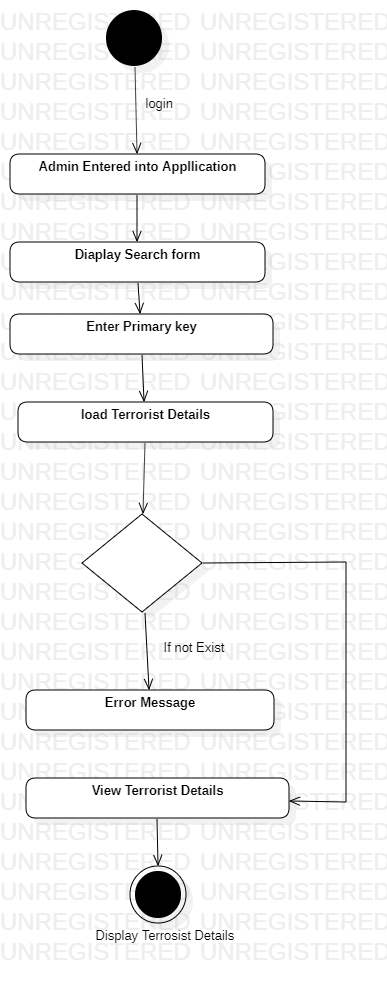 login
Admin Entered into Appllication
Diaplay Search form
Enter Primary key
load Terrorist Details
If not Exist
Error Message
View Terrorist Details
Display Terrosist Details
UNREGISTERED UNREGISTERED